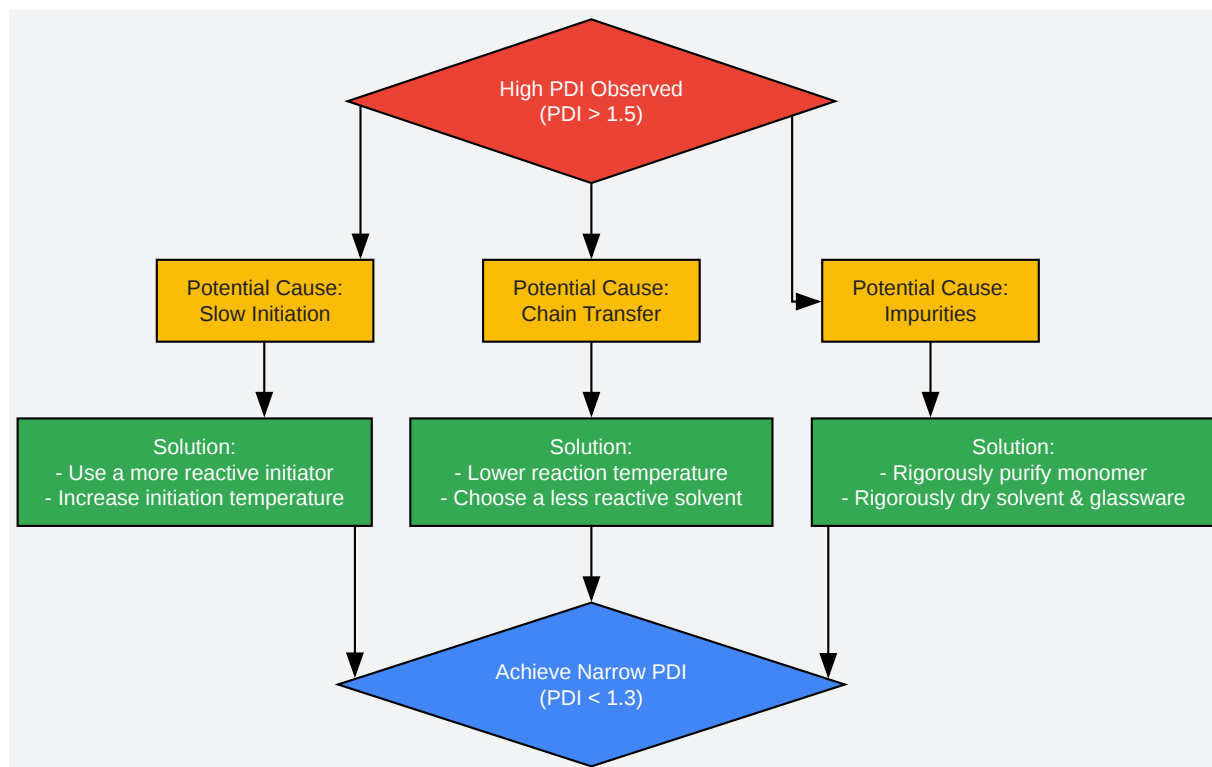 High PDI Observed
(PDI > 1.5)
Potential Cause:
Slow Initiation
Potential Cause:
Chain Transfer
Potential Cause:
Impurities
Solution:
- Use a more reactive initiator
- Increase initiation temperature
Solution:
- Lower reaction temperature
- Choose a less reactive solvent
Solution:
- Rigorously purify monomer
- Rigorously dry solvent & glassware
Achieve Narrow PDI
(PDI < 1.3)